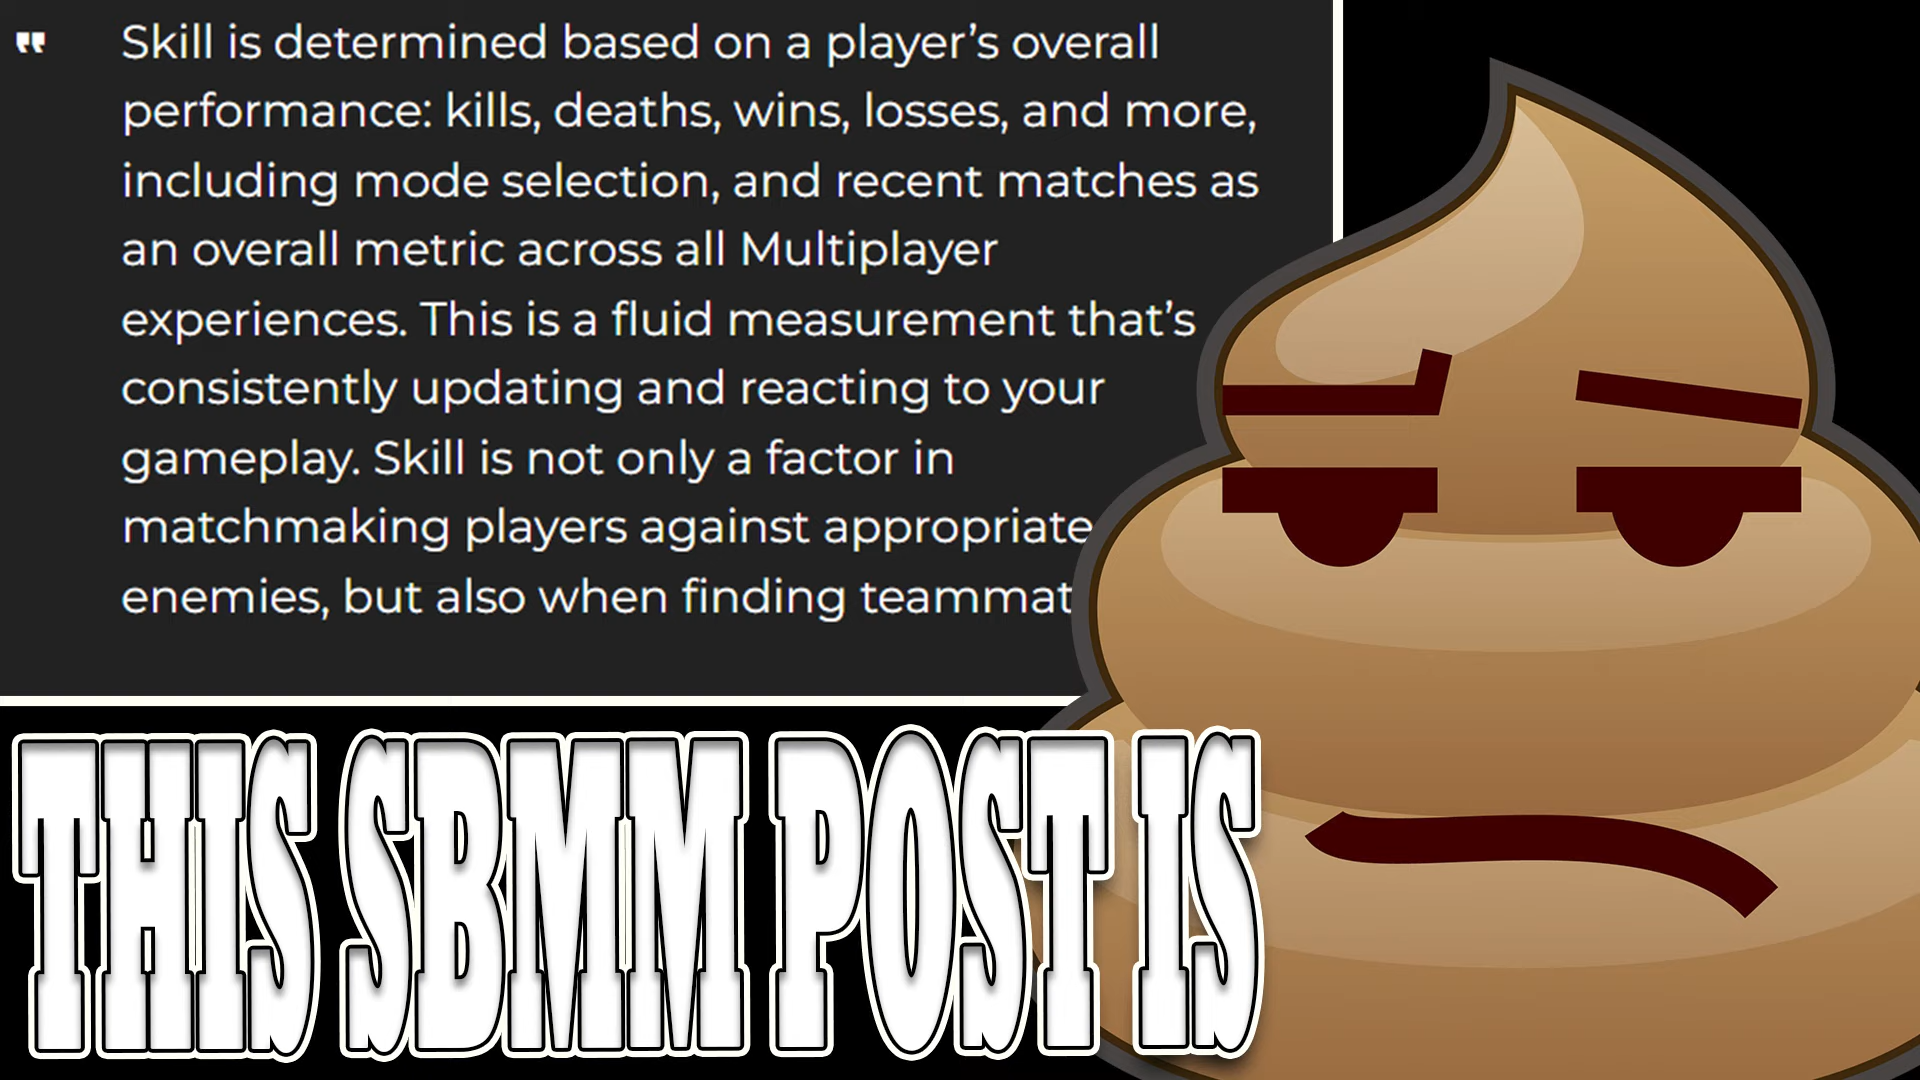 " Skill is determined based on a player’s overall
performance: kills, deaths, wins, losses, and more,
including mode selection, and recent matches as
an overall metric across all Multiplayer
experiences. This is a fluid measurement that’s
consistently updating and reacting to your
gameplay. Skill is not only a factor in
matchmaking players against appropriate
enemies, but also when finding teammat
THIS SBMM POST IS